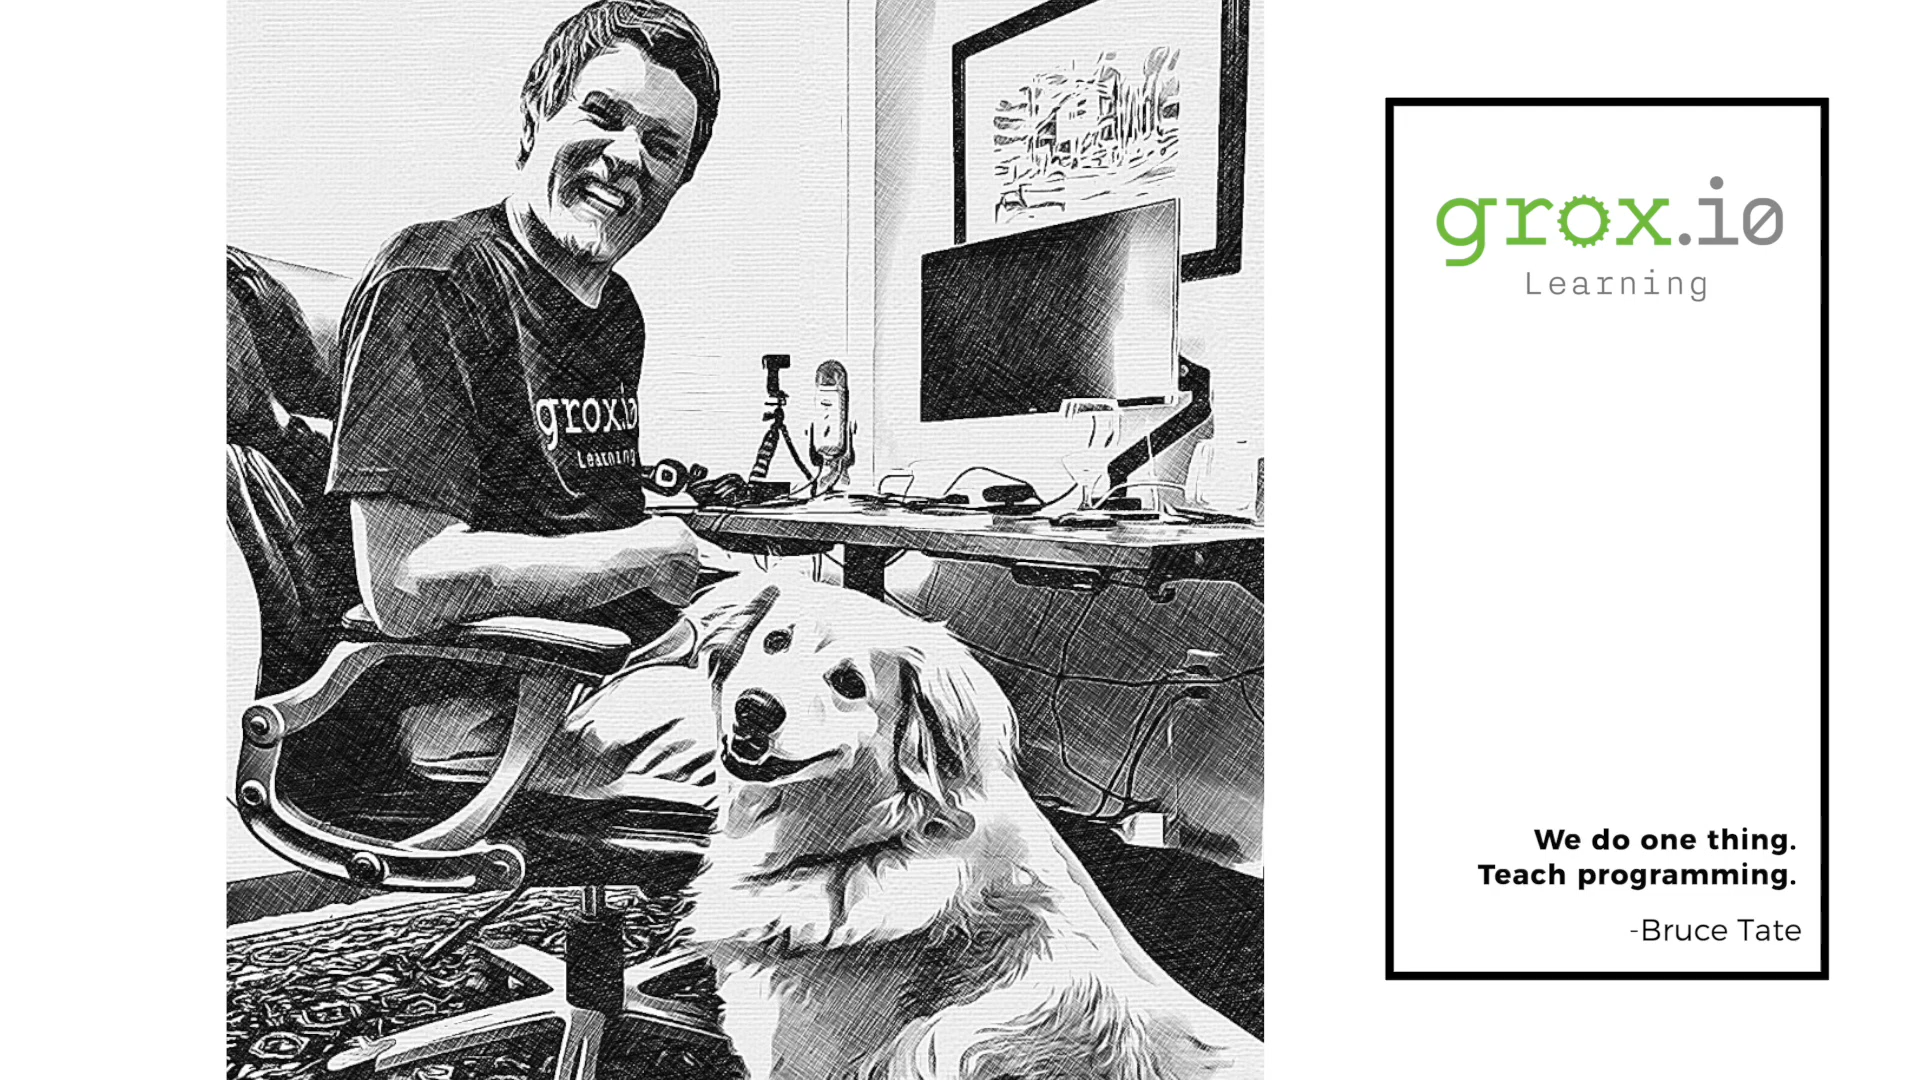 grox.io
Learning
grox.io
Learning
We do one thing.
Teach programming.
-Bruce Tate